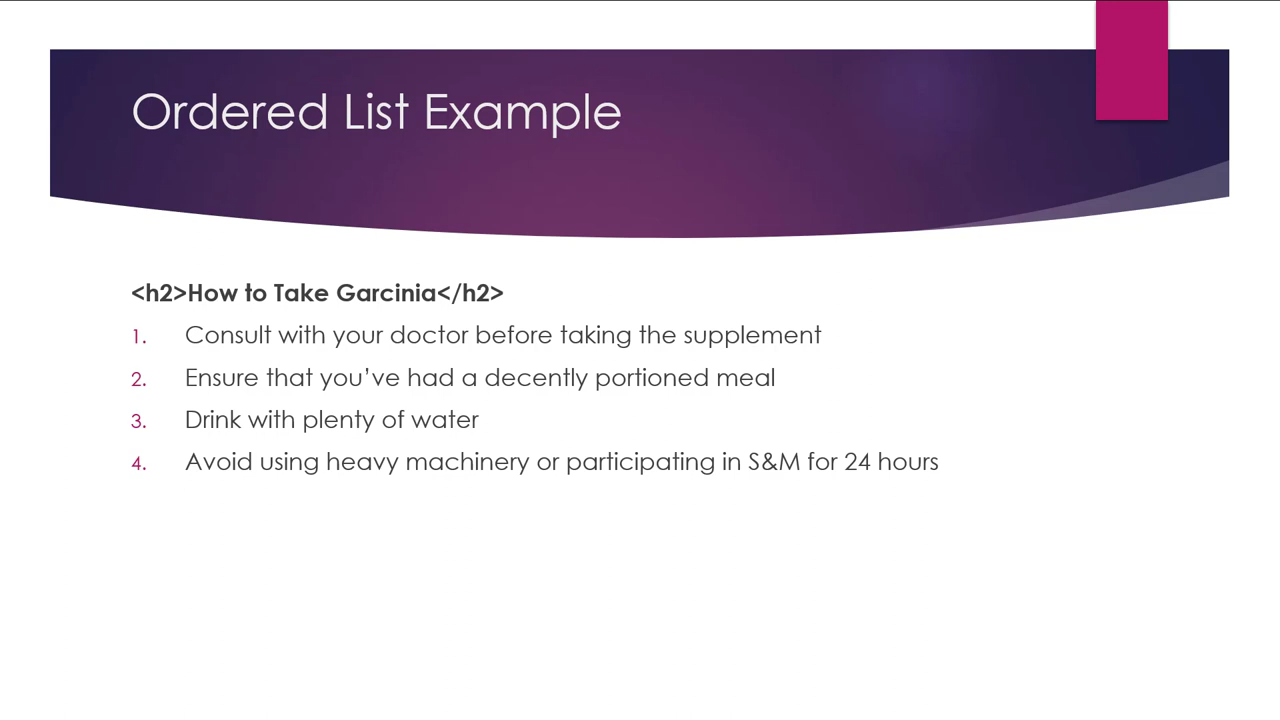 Ordered List Example
<h2>How to Take Garcinia</h2>
1. Consult with your doctor before taking the supplement
2. Ensure that you’ve had a decently portioned meal
3. Drink with plenty of water
4. Avoid using heavy machinery or participating in S&M for 24 hours